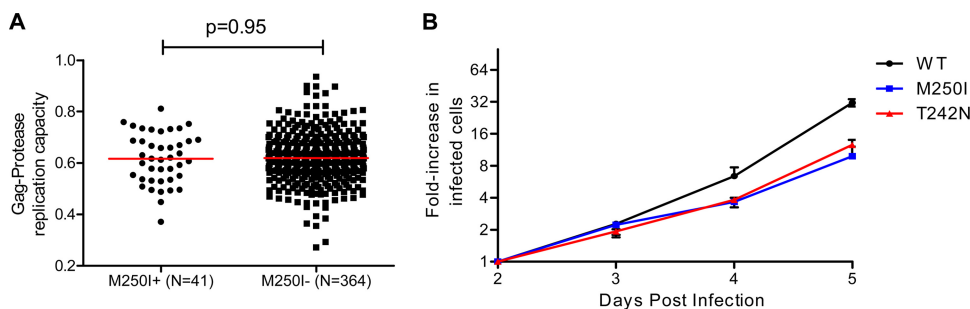 A
p=0.95
Gag-Protease
replication capacity
1.0
0.8
0.6
0.4
0.2
M250I+ (N=41)
M250I- (N=364)
B
Fold-increase in
infected cells
64
32
16
8
4
2
1
2
3
4
5
Days Post Infection
WT
M250I
T242N